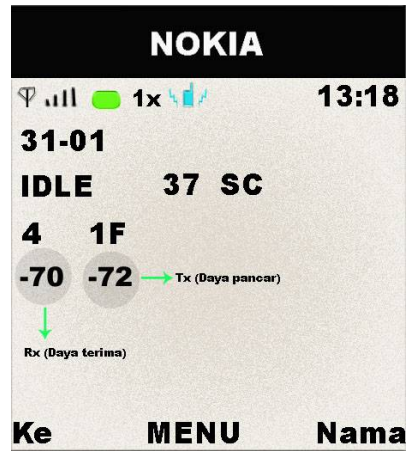 NOKIA
1x 13:18
31-01
IDLE 37 SC
4 1F
-70 -72 Tx (Daya pancar)
Rx (Daya terima)
Ke MENU Nama